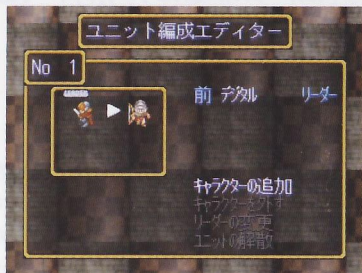 ユニット編成エディター
No 1
前 デジタル リーダー
キャラクターの追加
キャラクターを外す
リーダーの変更
ユニットの解散